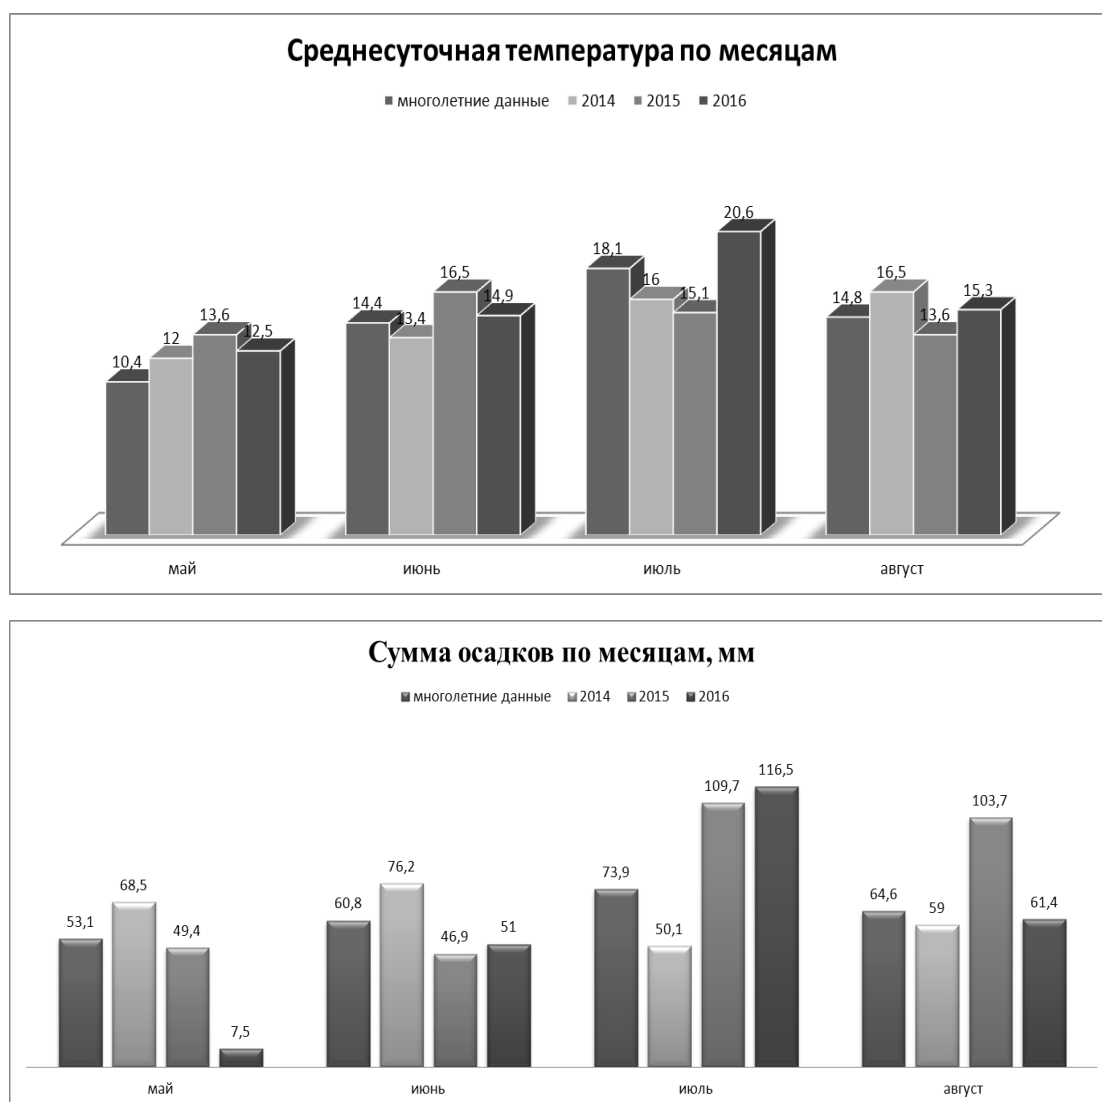 Среднесуточная температура по месяцам
многолетние данные 2014 2015 2016
10,4 12 13,6 12,5 14,4 13,4 16,5 14,9 18,1 16 15,1 20,6 14,8 16,5 13,6 15,3
май июнь июль август
Сумма осадков по месяцам, мм
многолетние данные 2014 2015 2016
53,1 68,5 49,4 7,5 60,8 76,2 46,9 51 73,9 50,1 109,7 116,5 64,6 59 103,7 61,4
май июнь июль август